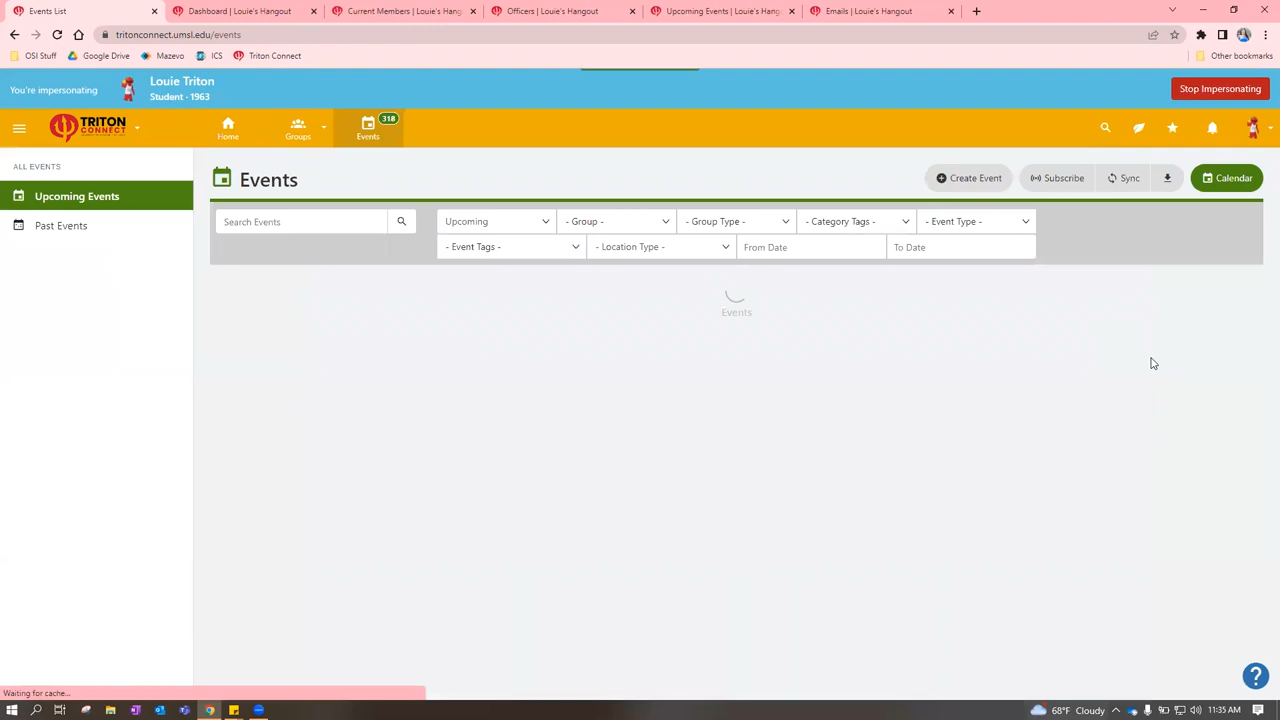 Events List
Dashboard | Louie's Hangout
Current Members | Louie's Hang
Officers | Louie's Hangout
Upcoming Events | Louie's Hang
Emails | Louie's Hangout
tritonconnect.umsl.edu/events
OSI Stuff
Google Drive
Mazevo
ICS
Triton Connect
Other bookmarks
You're impersonating
Louie Triton
Student · 1963
Stop Impersonating
TRITON
CONNECT
Home
Groups
318
Events
ALL EVENTS
Upcoming Events
Past Events
Events
Create Event
Subscribe
Sync
Calendar
Search Events
Upcoming
- Group -
- Group Type -
- Category Tags -
- Event Type -
- Event Tags -
- Location Type -
From Date
To Date
Events
?
Waiting for cache...
68°F Cloudy
11:35 AM